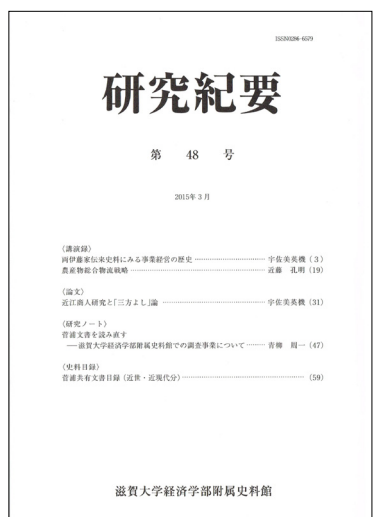 ISSN0286-6579
研究紀要
第 48 号
2015年3月
〈講演録〉
両伊藤家伝来史料にみる事業経営の歴史 ……………………… 宇佐美英機 (3)
農産物総合物流戦略 ……………………… 近藤 孔明 (19)
〈論文〉
近江商人研究と「三方よし」論 ……………………… 宇佐美英機 (31)
〈研究ノート〉
菅浦文書を読み直す
──滋賀大学経済学部附属史料館での調査事業について ……… 青柳 周一 (47)
〈史料目録〉
菅浦共有文書目録（近世・近現代分） ……………………… (59)
滋賀大学経済学部附属史料館